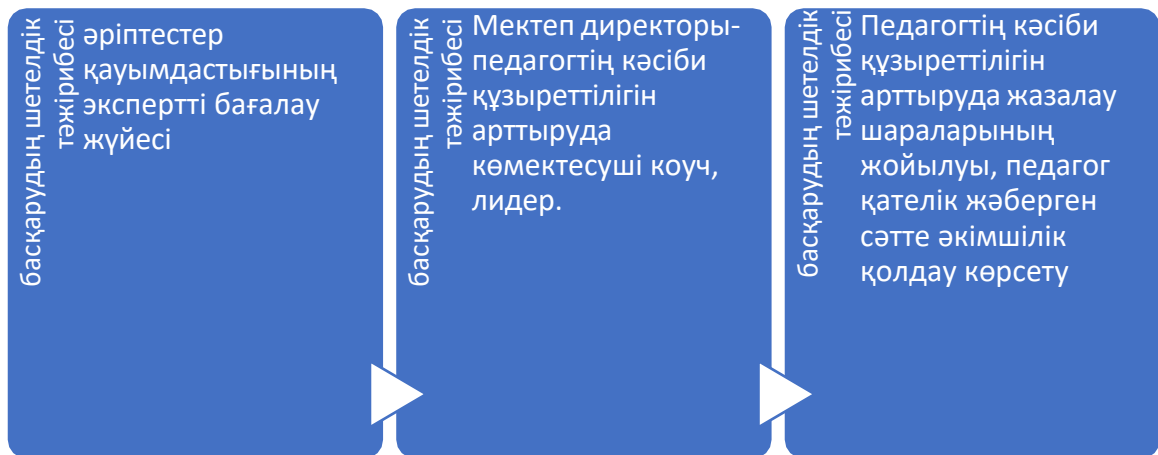 басқарудың шетелдік
тәжірибесі
әріптестер
қауымдастығының
экспертті бағалау
жүйесі
басқарудың шетелдік
тәжірибесі
Мектеп директоры-
педагогтің кәсіби
құзыреттілігін
арттыруда
көмектесуші коуч,
лидер.
басқарудың шетелдік
тәжірибесі
Педагогтің кәсіби
құзыреттілігін
арттыруда жазалау
шараларының
жойылуы, педагог
қателік жәберген
сәтте әкімшілік
қолдау көрсету